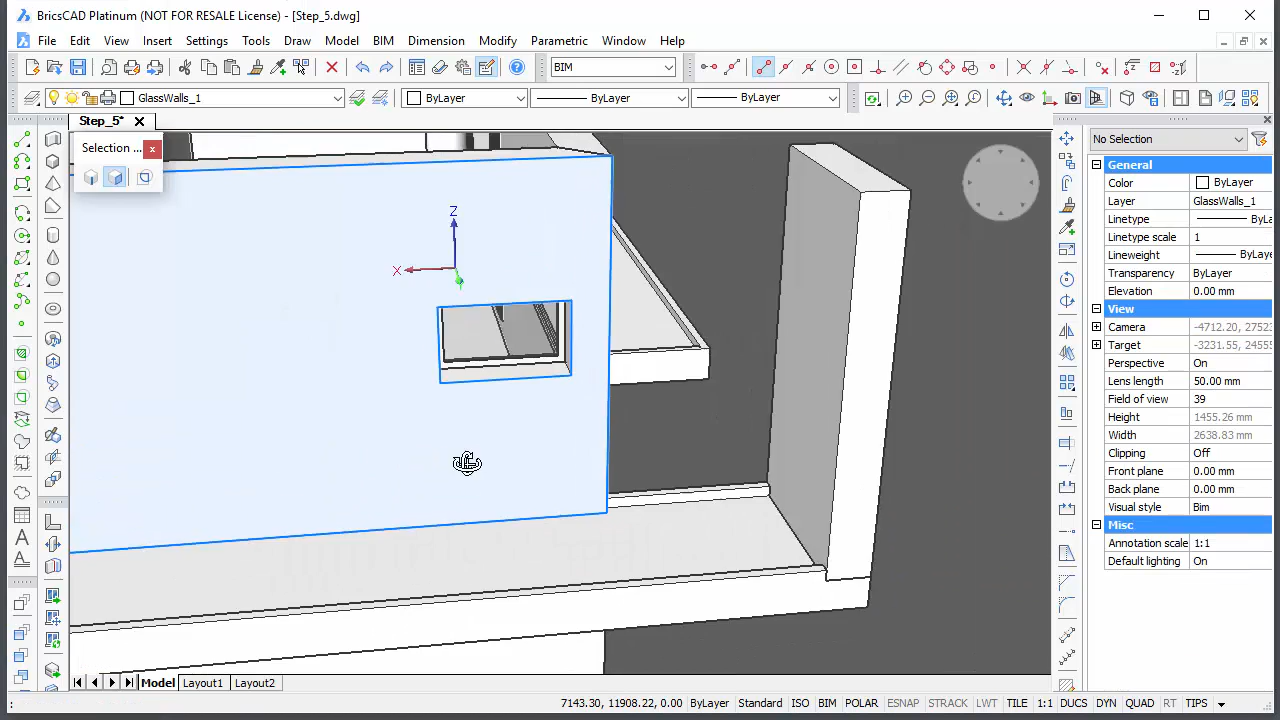 BricsCAD Platinum (NOT FOR RESALE License) - [Step_5.dwg]
File Edit View Insert Settings Tools Draw Model BIM Dimension Modify Parametric Window Help
BIM
GlassWalls_1 ByLayer ByLayer ByLayer
Step_5*
Selection ...
Z
X
No Selection
General
Color ByLayer
Layer GlassWalls_1
Linetype ByL
Linetype scale 1
Lineweight ByLa
Transparency ByLayer
Elevation 0.00 mm
View
Camera -4712.20, 27523
Target -3231.55, 24555
Perspective On
Lens length 50.00 mm
Field of view 39
Height 1455.26 mm
Width 2638.83 mm
Clipping Off
Front plane 0.00 mm
Back plane 0.00 mm
Visual style Bim
Misc
Annotation scale 1:1
Default lighting On
Model Layout1 Layout2
: 7143.30, 11908.22, 0.00 ByLayer Standard ISO BIM POLAR ESNAP STRACK LWT TILE 1:1 DUCS DYN QUAD RT TIPS